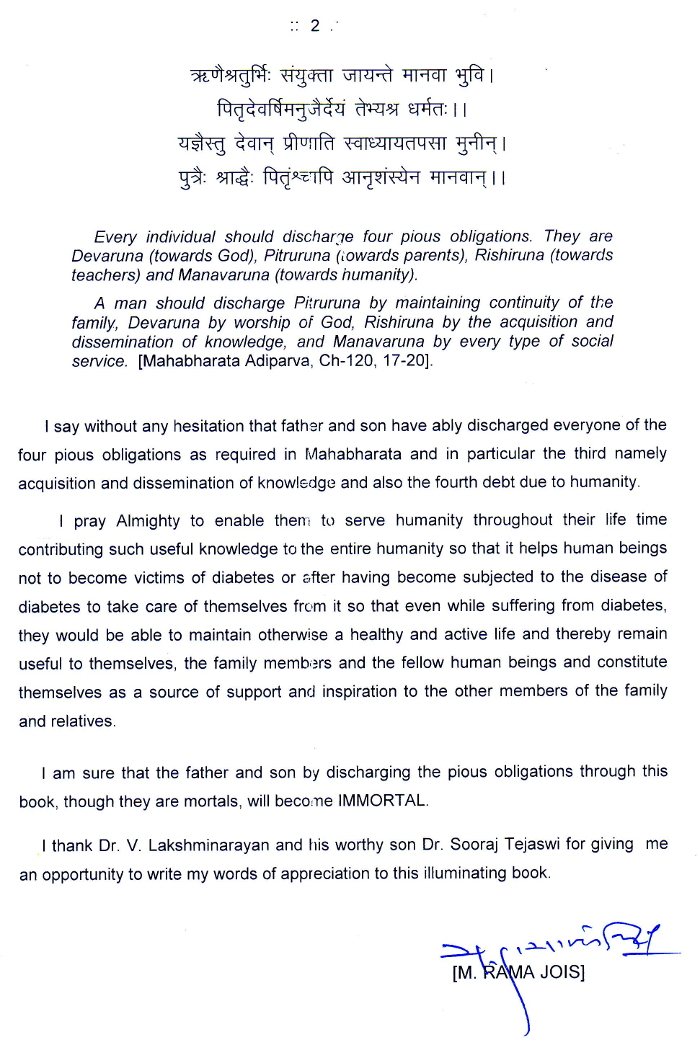 :: 2 :
ऋणैश्चतुर्भिः संयुक्ता जायन्ते मानवा भुवि।
पितृदेवर्षिमनुजैर्देयं तेभ्यश्च धर्मतः।।
यज्ञैस्तु देवान् प्रीणाति स्वाध्यायतपसा मुनीन्।
पुत्रैः श्राद्धैः पितृंश्चापि आनृशंस्येन मानवान्।।
Every individual should discharge four pious obligations. They are
Devaruna (towards God), Pitruruna (towards parents), Rishiruna (towards
teachers) and Manavaruna (towards humanity).
A man should discharge Pitruruna by maintaining continuity of the
family, Devaruna by worship of God, Rishiruna by the acquisition and
dissemination of knowledge, and Manavaruna by every type of social
service. [Mahabharata Adiparva, Ch-120, 17-20].
I say without any hesitation that father and son have ably discharged everyone of the
four pious obligations as required in Mahabharata and in particular the third namely
acquisition and dissemination of knowledge and also the fourth debt due to humanity.
I pray Almighty to enable them to serve humanity throughout their life time
contributing such useful knowledge to the entire humanity so that it helps human beings
not to become victims of diabetes or after having become subjected to the disease of
diabetes to take care of themselves from it so that even while suffering from diabetes,
they would be able to maintain otherwise a healthy and active life and thereby remain
useful to themselves, the family members and the fellow human beings and constitute
themselves as a source of support and inspiration to the other members of the family
and relatives.
I am sure that the father and son by discharging the pious obligations through this
book, though they are mortals, will become IMMORTAL.
I thank Dr. V. Lakshminarayan and his worthy son Dr. Sooraj Tejaswi for giving me
an opportunity to write my words of appreciation to this illuminating book.
[M. RAMA JOIS]